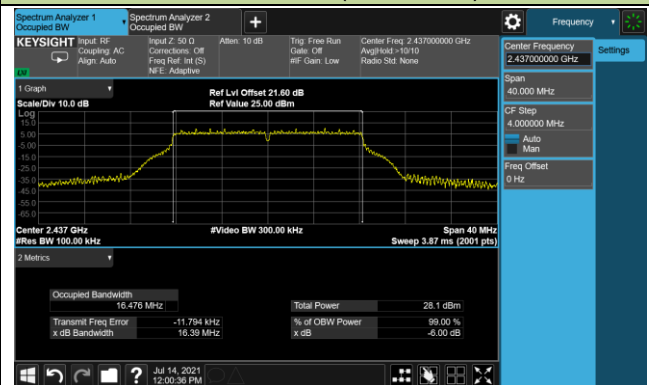 Spectrum Analyzer 1
Occupied BW
Spectrum Analyzer 2
Occupied BW
+
Frequency
KEYSIGHT
Input: RF
Coupling: AC
Align: Auto
Input Z: 50 Ω
Corrections: Off
Freq Ref: Int (S)
NFE: Adaptive
Atten: 10 dB
Trig: Free Run
Gate: Off
#IF Gain: Low
Center Freq: 2.437000000 GHz
Avg|Hold:>10/10
Radio Std: None
Center Frequency
2.437000000 GHz
Settings
Span
40.000 MHz
CF Step
4.000000 MHz
Auto
Man
Freq Offset
0 Hz
1 Graph
Scale/Div 10.0 dB
Ref Lvl Offset 21.60 dB
Ref Value 25.00 dBm
Log
15.0
5.00
-5.00
-15.0
-25.0
-35.0
-45.0
-55.0
-65.0
Center 2.437 GHz
#Res BW 100.00 kHz
#Video BW 300.00 kHz
Span 40 MHz
Sweep 3.87 ms (2001 pts)
2 Metrics
Occupied Bandwidth
16.476 MHz
Total Power 28.1 dBm
Transmit Freq Error -11.794 kHz
% of OBW Power 99.00 %
x dB Bandwidth 16.39 MHz
x dB -6.00 dB
?
Jul 14, 2021
12:00:36 PM